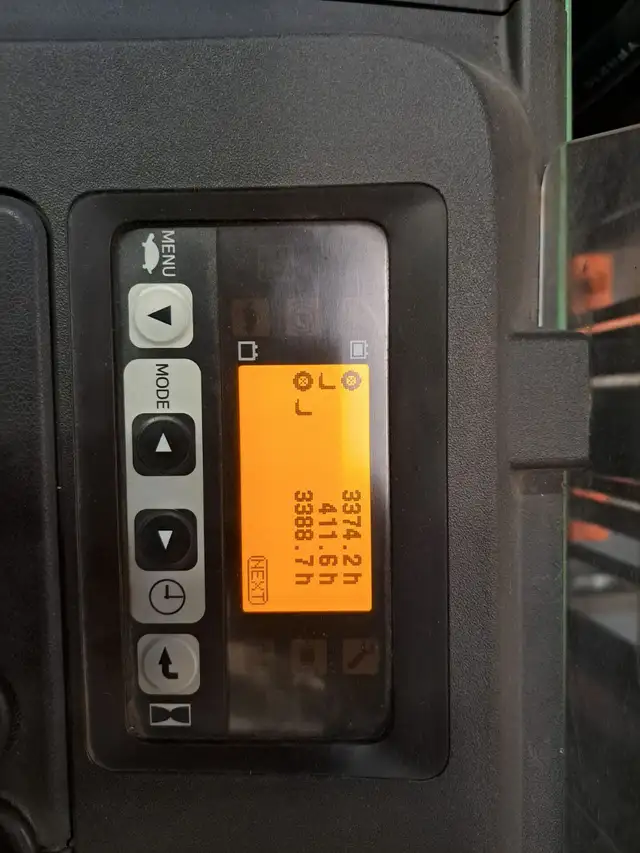 3374.2h
411.6h
3388.7h
NEXT
MENU
MODE